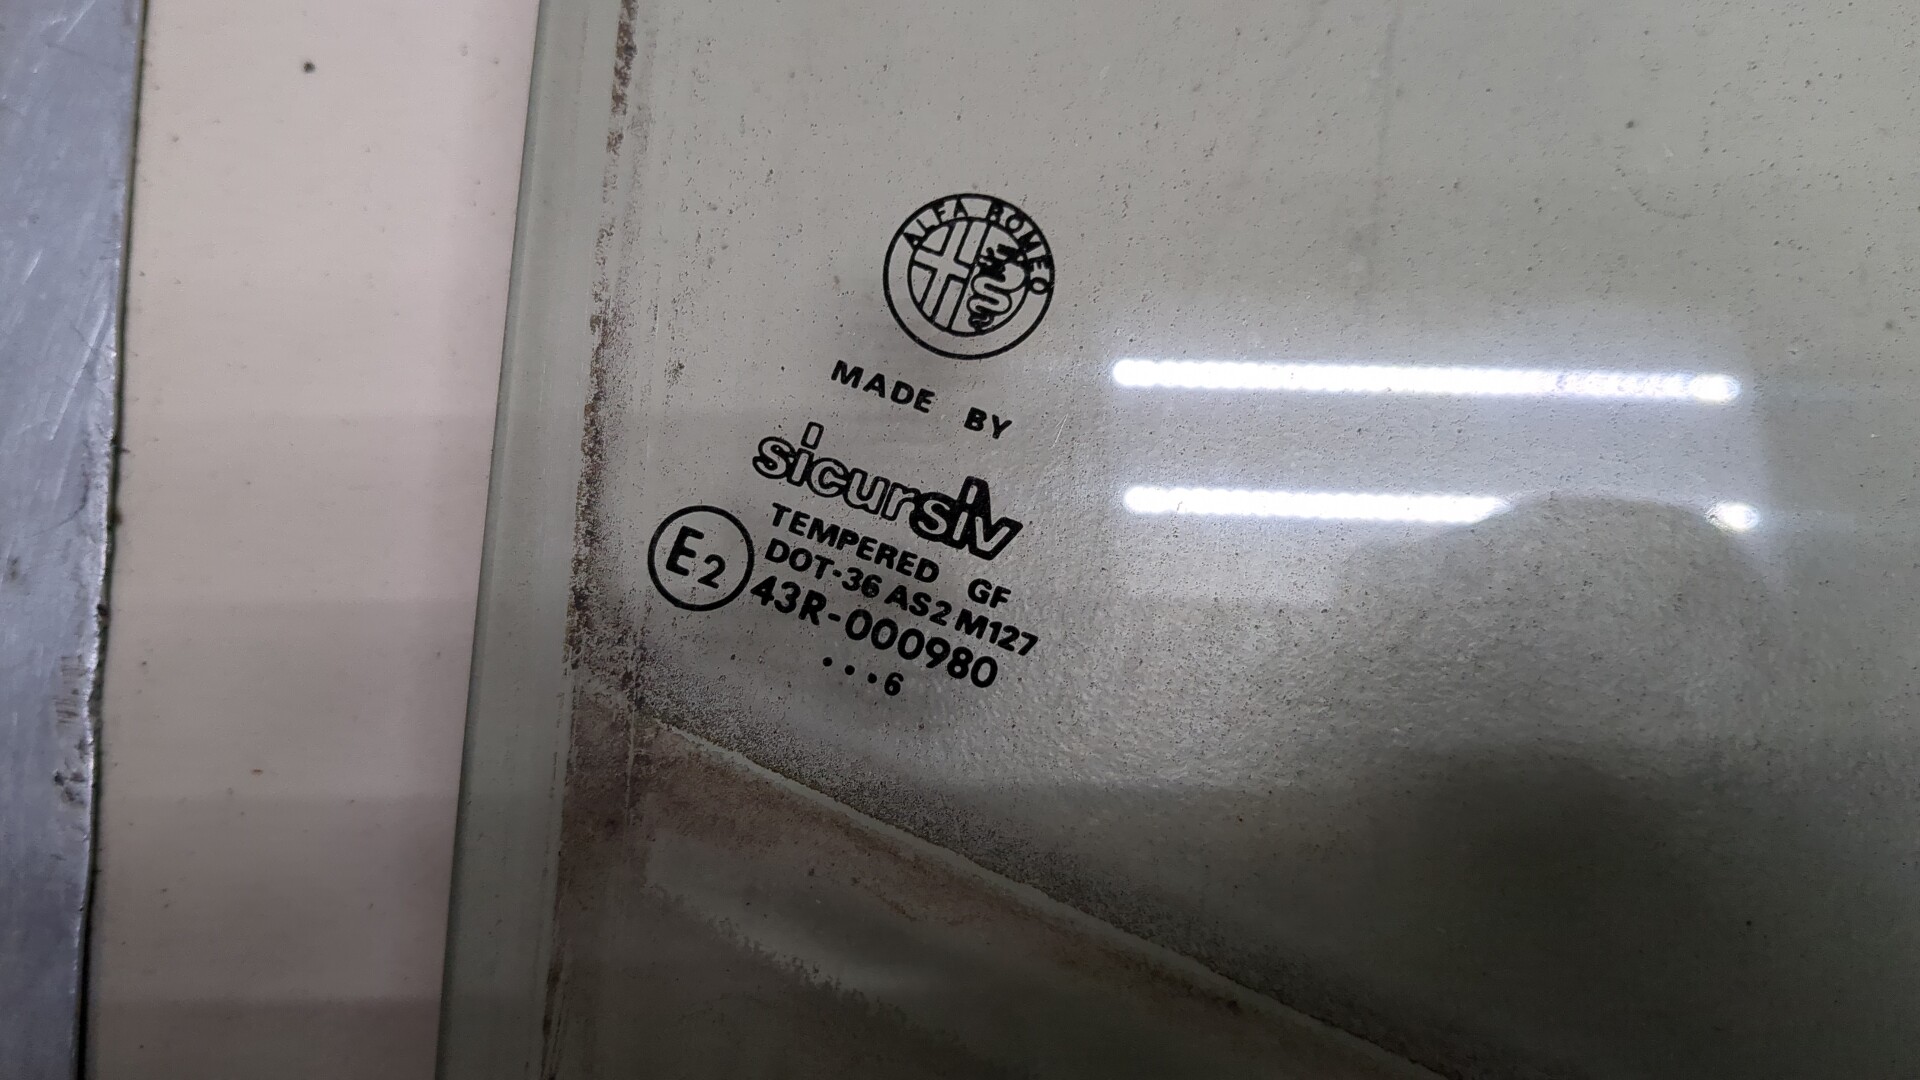 ALFA ROMEO
MADE BY
sicursiv
TEMPERED GF
E2
DOT-36 AS2 M127
43R-000980
...6